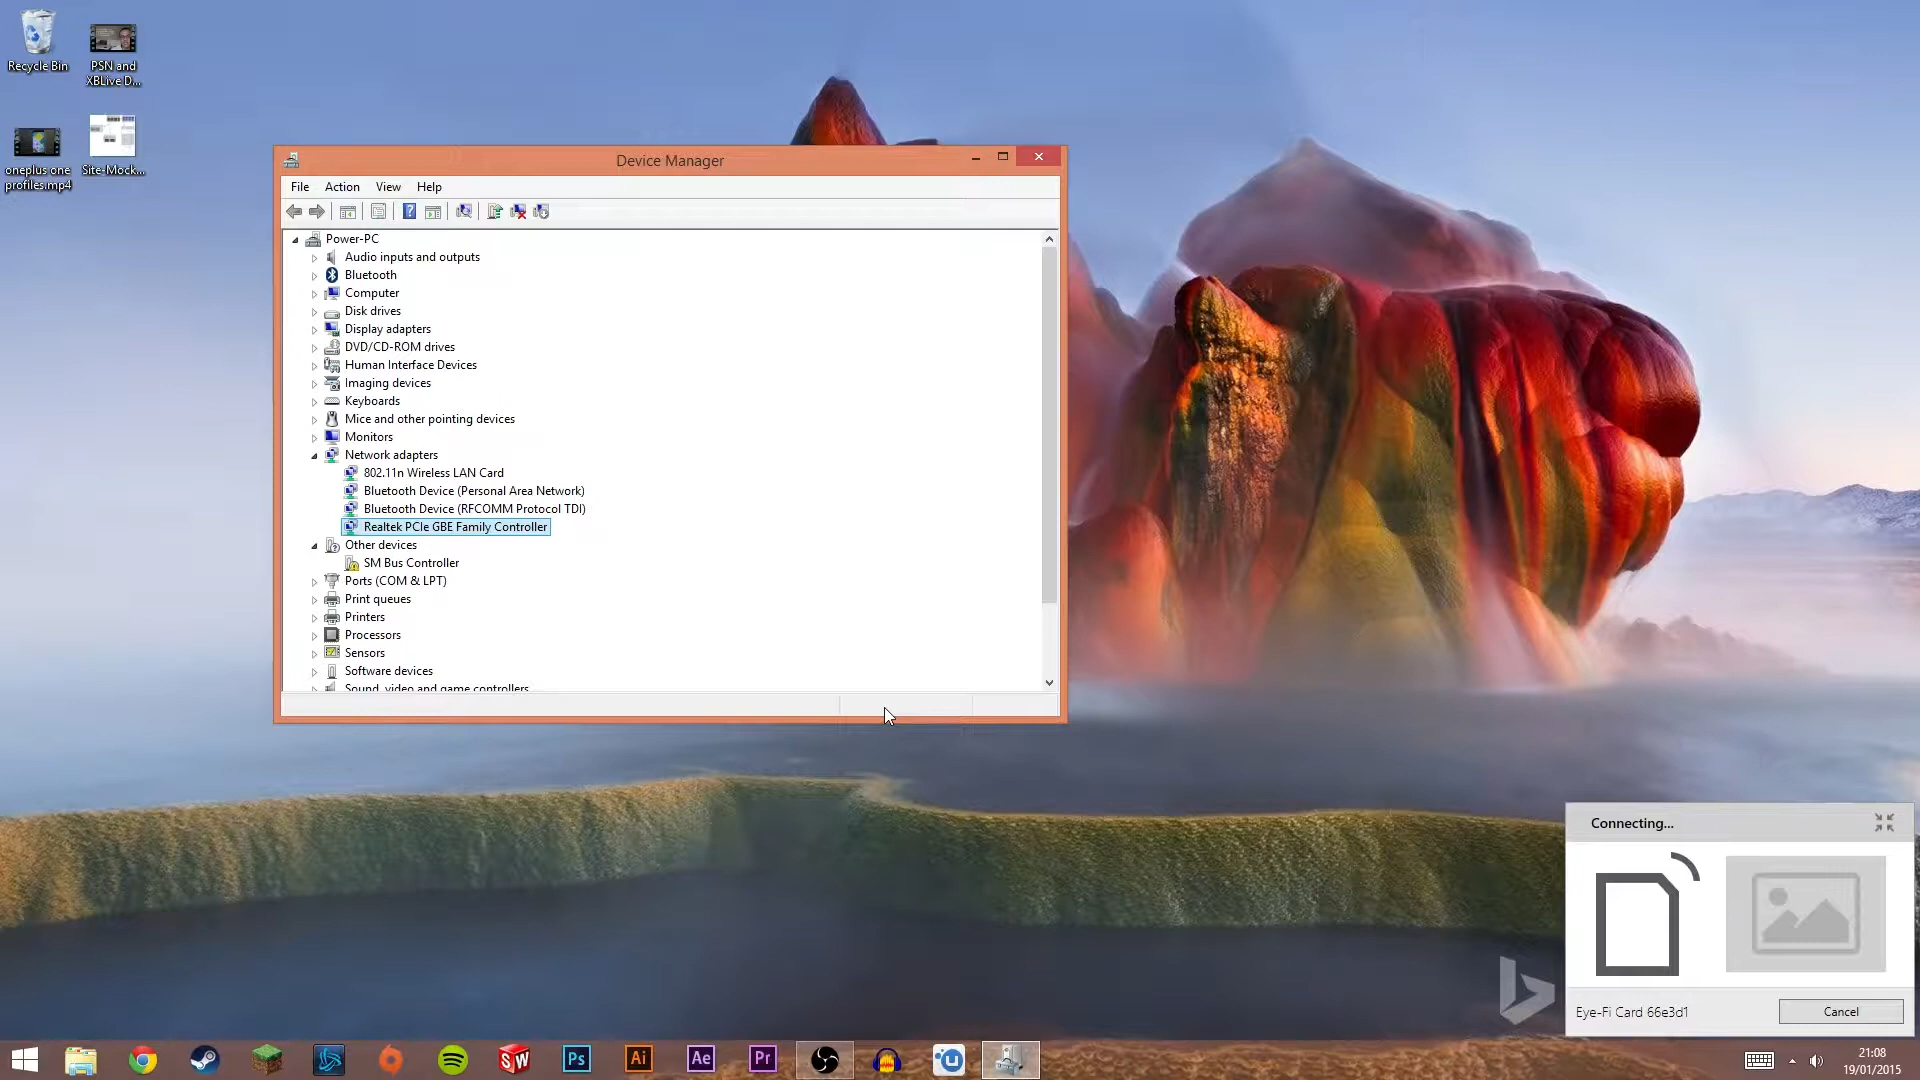 Recycle Bin
PSN and
XBLive D...
oneplus one
profiles.mp4
Site-Mock...
Device Manager
File Action View Help
Power-PC
Audio inputs and outputs
Bluetooth
Computer
Disk drives
Display adapters
DVD/CD-ROM drives
Human Interface Devices
Imaging devices
Keyboards
Mice and other pointing devices
Monitors
Network adapters
802.11n Wireless LAN Card
Bluetooth Device (Personal Area Network)
Bluetooth Device (RFCOMM Protocol TDI)
Realtek PCIe GBE Family Controller
Other devices
SM Bus Controller
Ports (COM & LPT)
Print queues
Printers
Processors
Sensors
Software devices
Sound, video and game controllers
Connecting...
Eye-Fi Card 66e3d1
Cancel
SW
Ps
Ai
Ae
Pr
21:08
19/01/2015